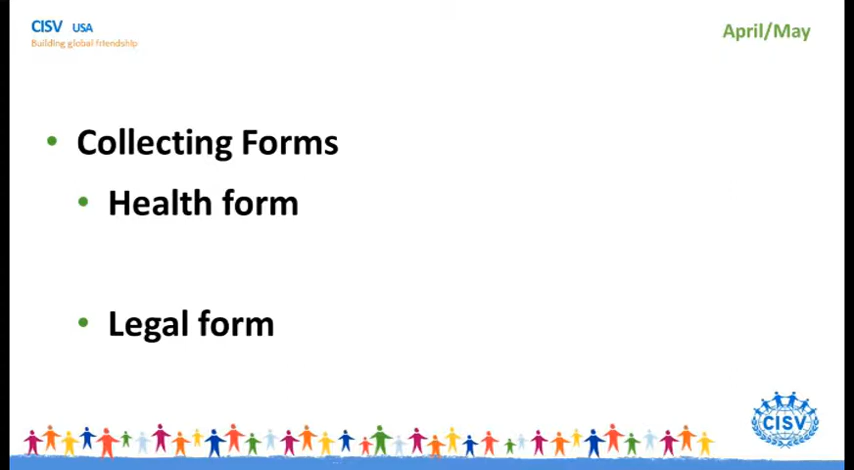 CISV USA
Building global friendship
April/May
• Collecting Forms
• Health form
• Legal form
CISV